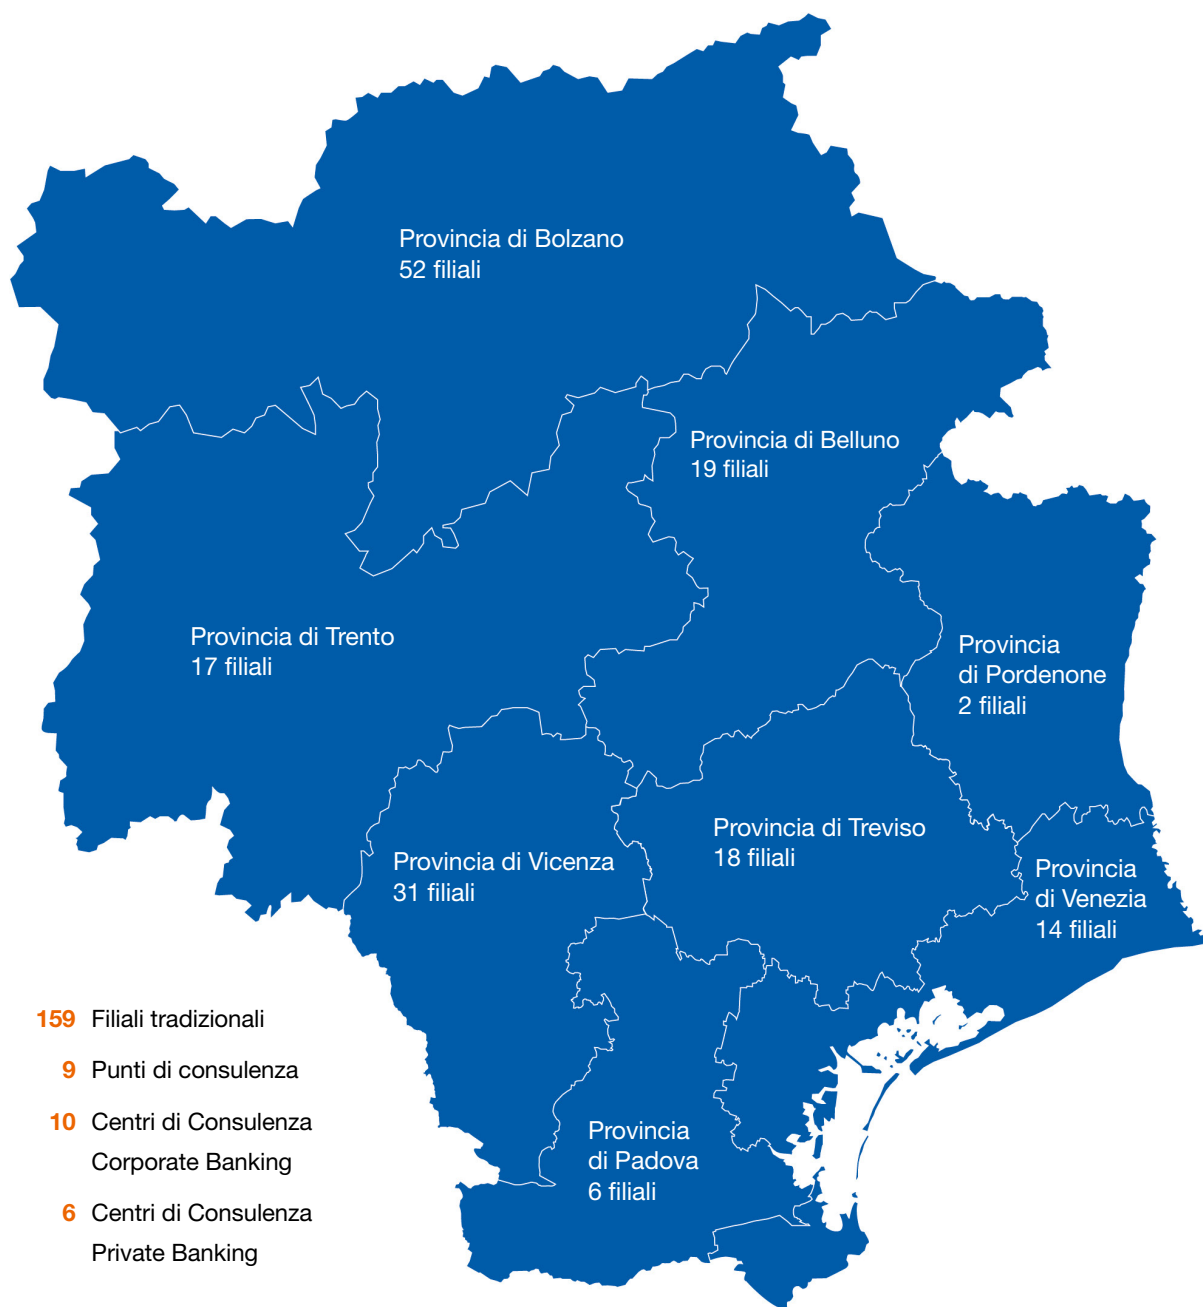 Provincia di Bolzano
52 filiali
Provincia di Belluno
19 filiali
Provincia di Trento
17 filiali
Provincia
di Pordenone
2 filiali
Provincia di Treviso
18 filiali
Provincia di Vicenza
31 filiali
Provincia
di Venezia
14 filiali
Provincia
di Padova
6 filiali
159 Filiali tradizionali
9 Punti di consulenza
10 Centri di Consulenza
Corporate Banking
6 Centri di Consulenza
Private Banking